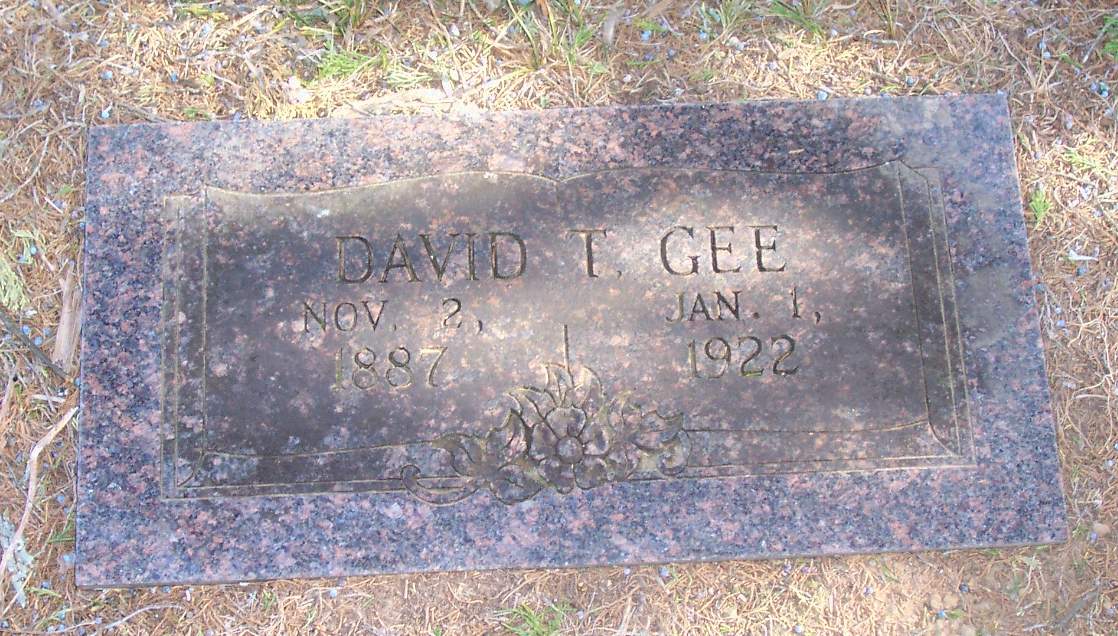 DAVID T. GEE
NOV. 2, JAN. 1,
1887 1922